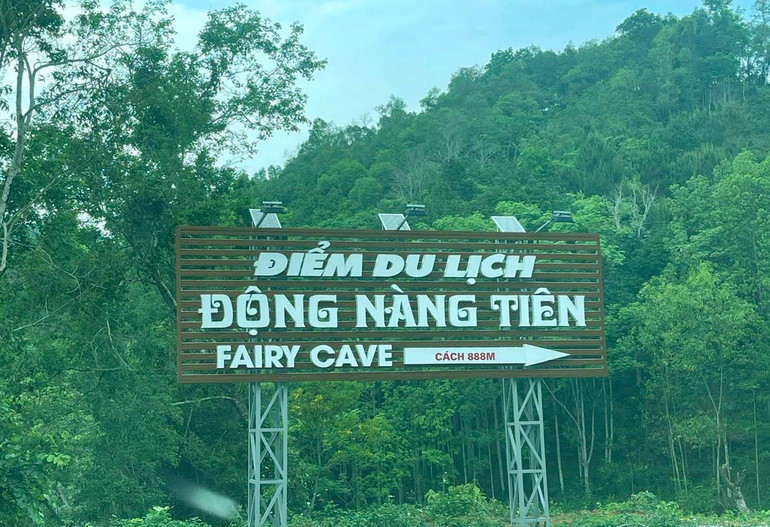 ĐIỂM DU LỊCH
ĐỘNG NÀNG TIÊN
FAIRY CAVE CÁCH 888M